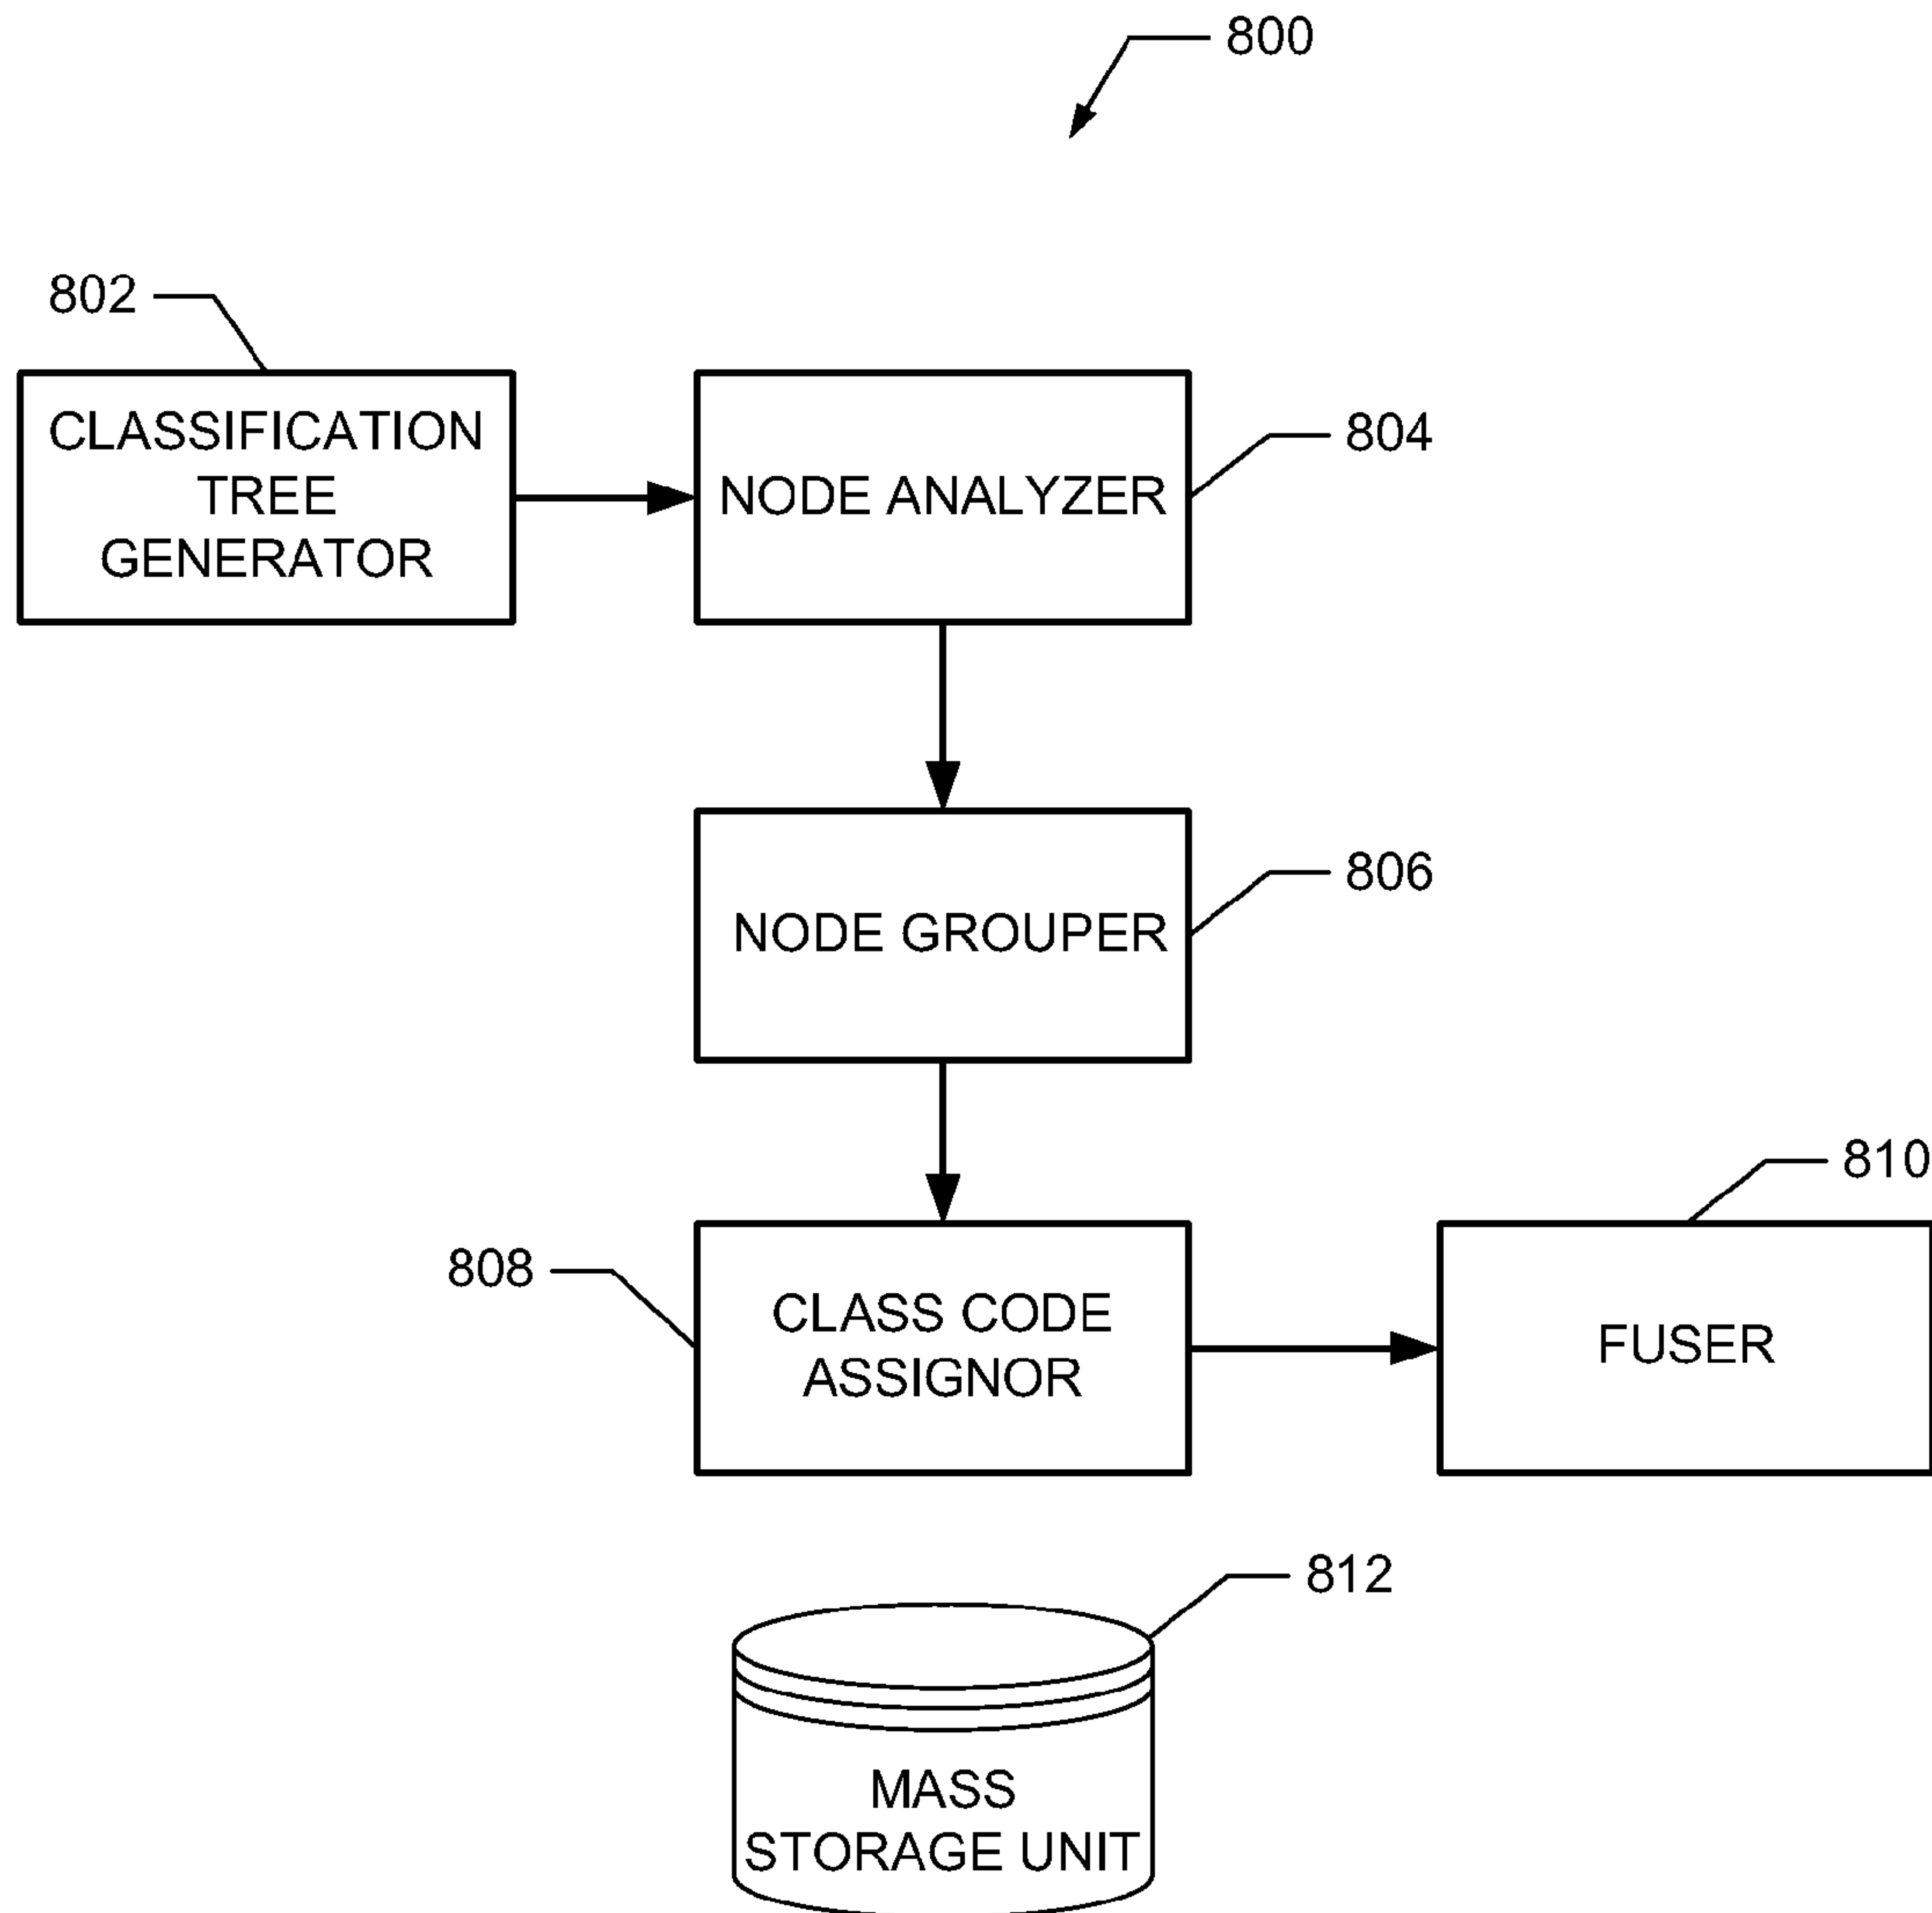 800
802
CLASSIFICATION
TREE
GENERATOR
NODE ANALYZER
804
NODE GROUPER
806
808
CLASS CODE
ASSIGNOR
810
FUSER
812
MASS
STORAGE UNIT